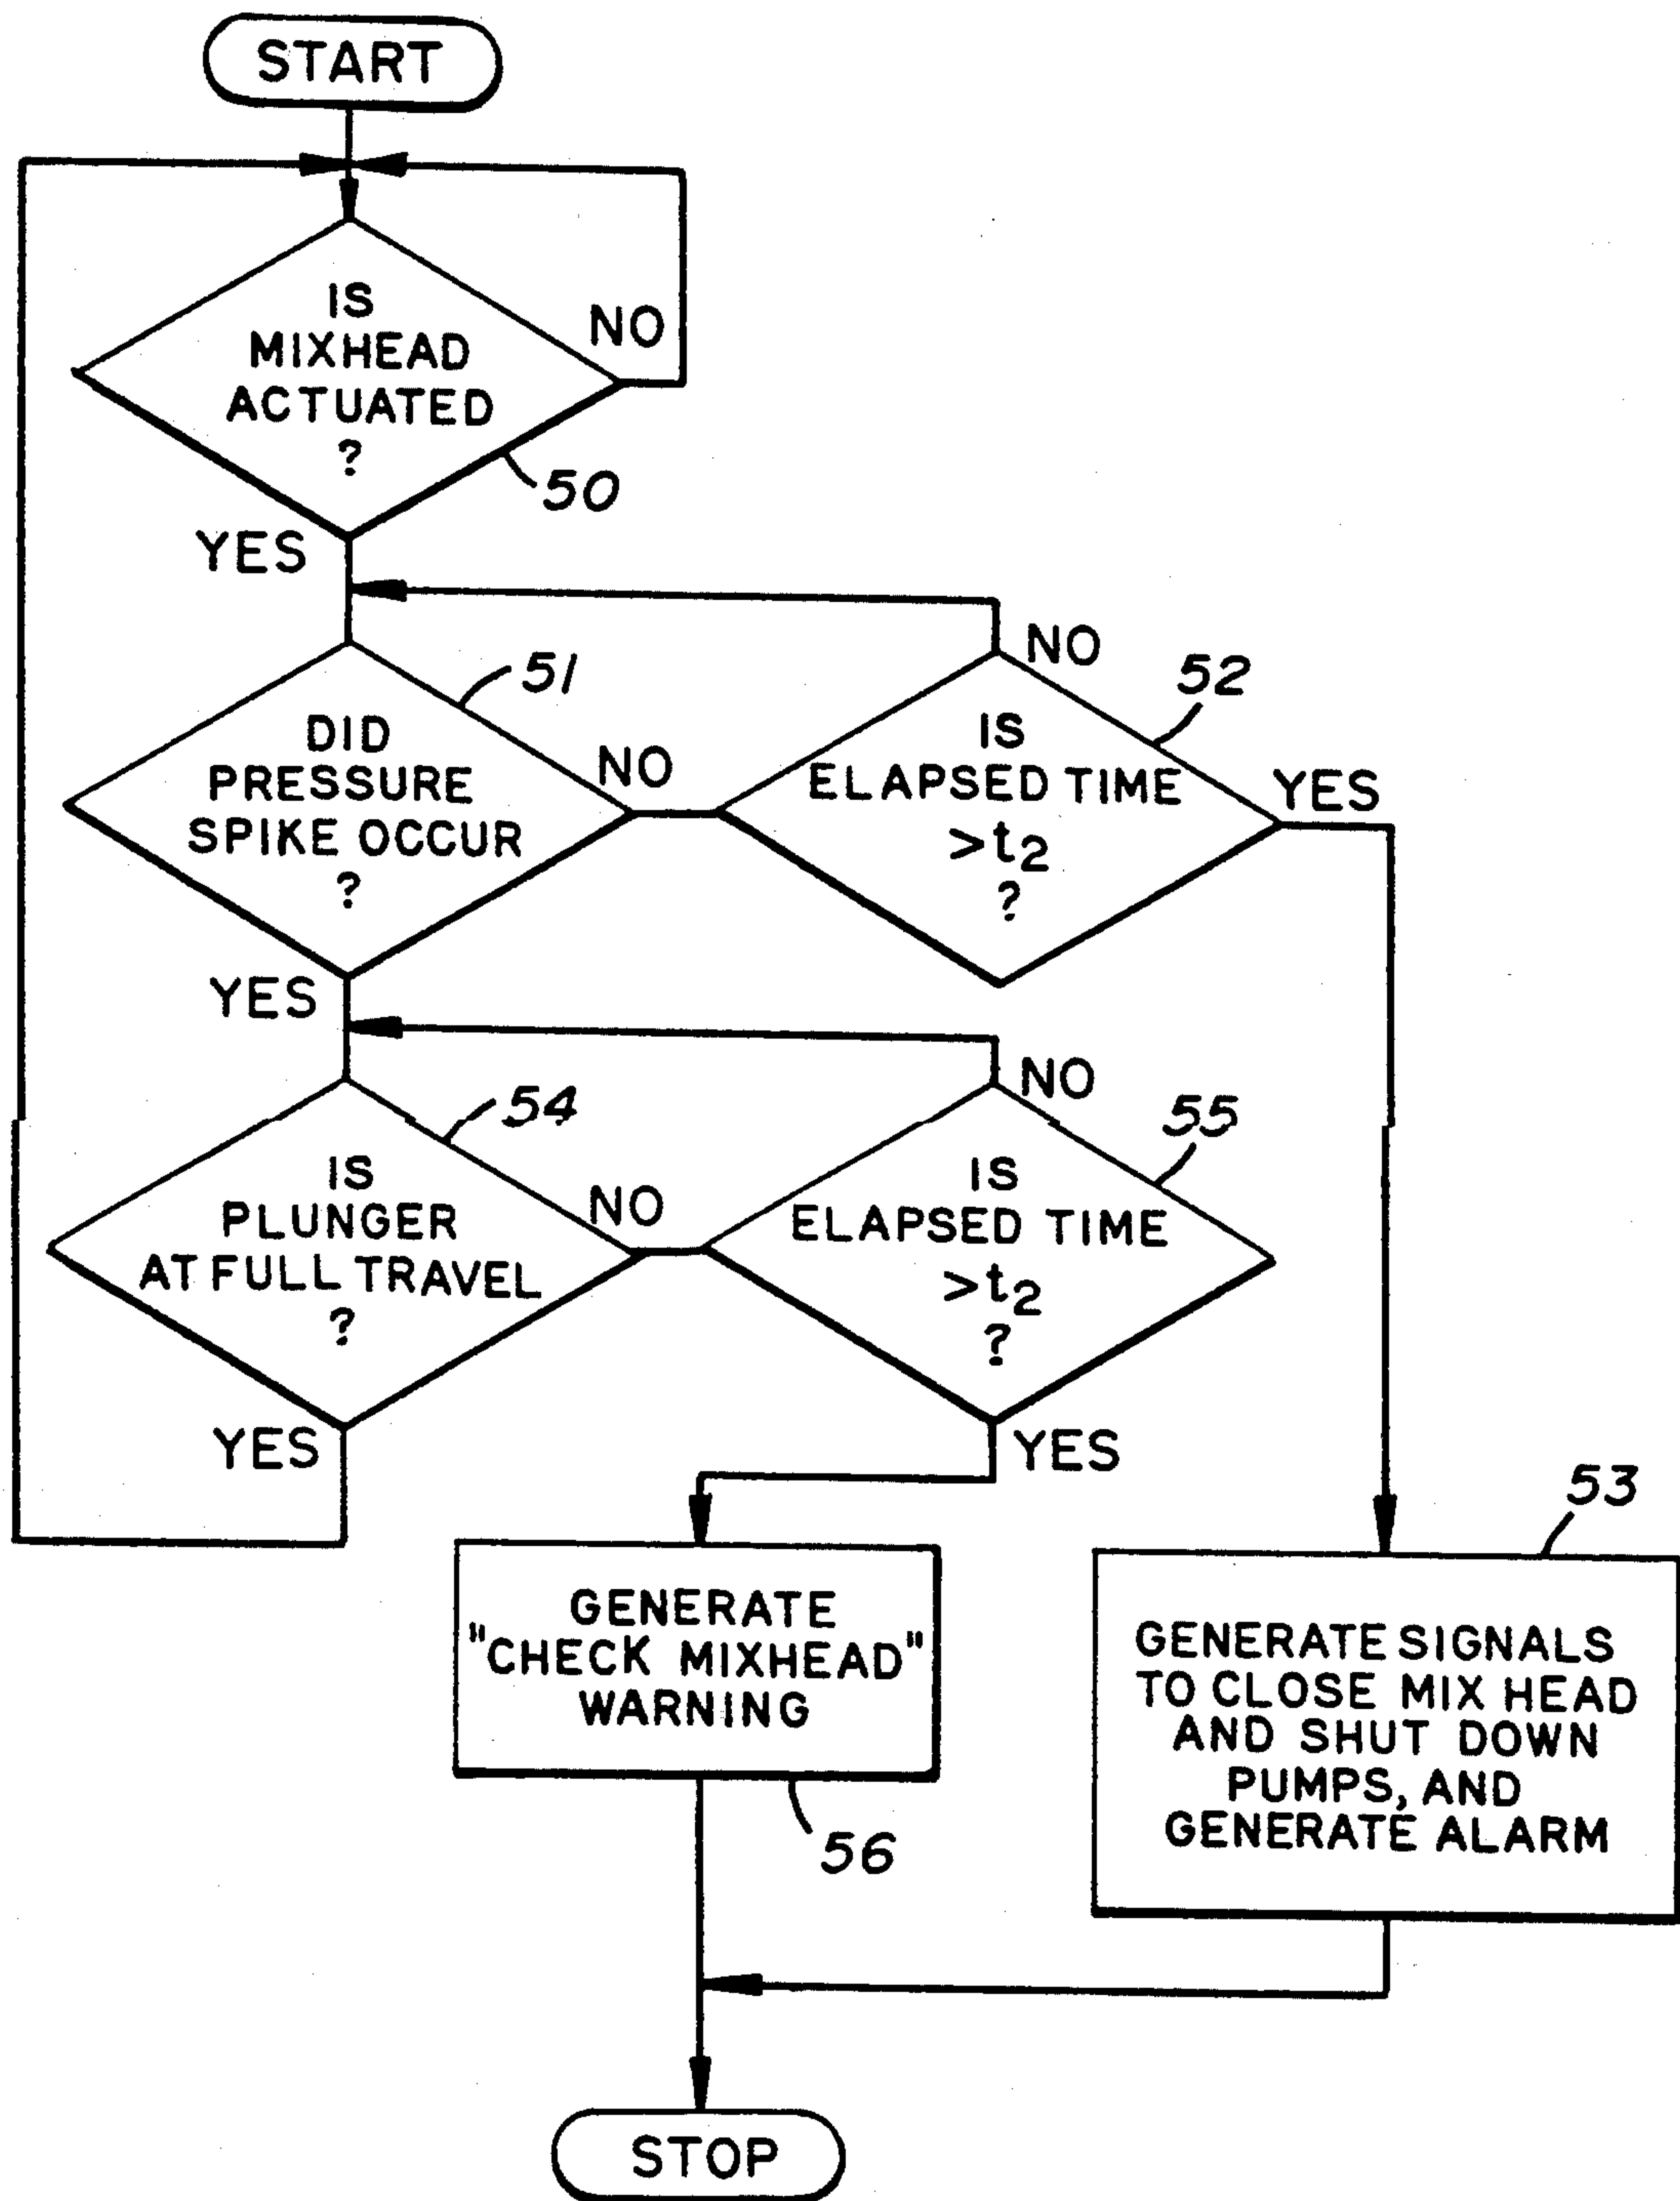 START
IS
MIXHEAD
ACTUATED
?
NO
50
YES
DID
PRESSURE
SPIKE OCCUR
?
51
NO
IS
ELAPSED TIME
>t2
?
NO
52
YES
YES
IS
PLUNGER
AT FULL TRAVEL
?
54
NO
IS
ELAPSED TIME
>t2
?
NO
55
YES
YES
GENERATE
"CHECK MIXHEAD"
WARNING
56
53
GENERATE SIGNALS
TO CLOSE MIX HEAD
AND SHUT DOWN
PUMPS, AND
GENERATE ALARM
STOP